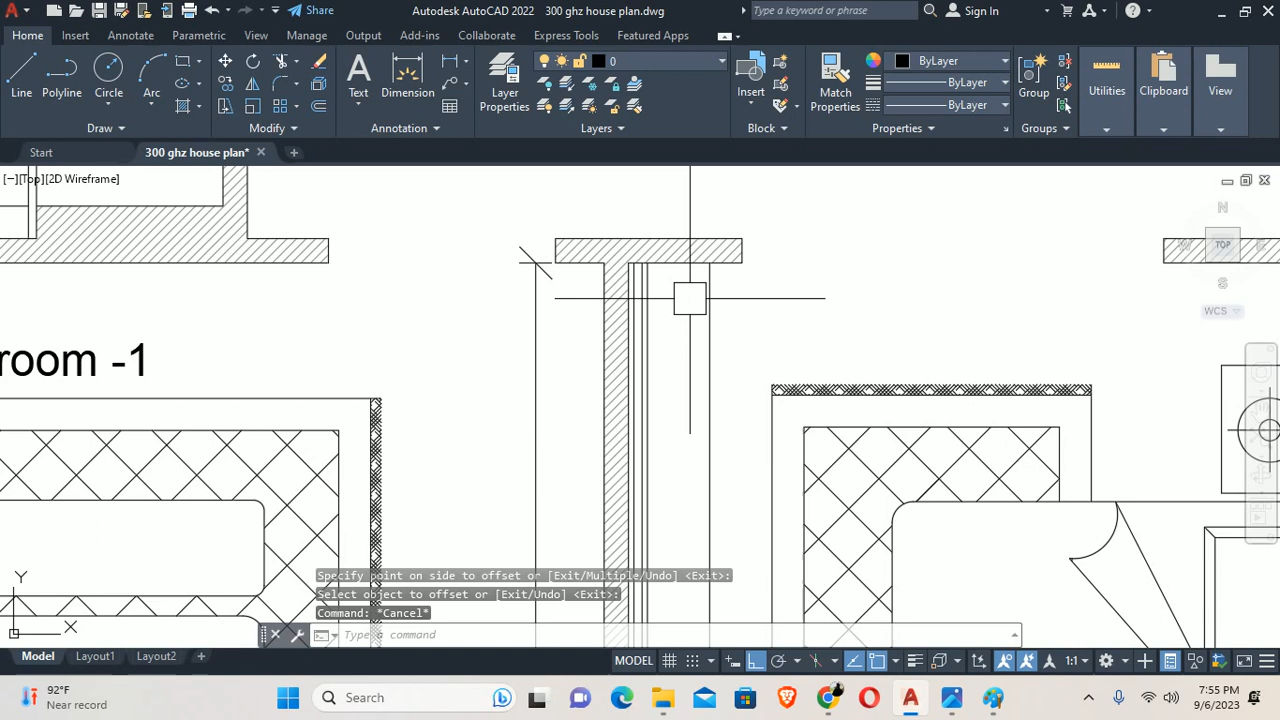 Share
Autodesk AutoCAD 2022
300 ghz house plan.dwg
Type a keyword or phrase
Sign In
Home Insert Annotate Parametric View Manage Output Add-ins Collaborate Express Tools Featured Apps
Line Polyline Circle Arc
Text Dimension
Layer Properties
0
Insert
Match Properties
ByLayer
ByLayer
ByLayer
Group
Utilities
Clipboard
View
Draw Modify Annotation Layers Block Properties Groups
Start 300 ghz house plan*
[−][Top][2D Wireframe]
N
W TOP E
S
WCS
room -1
Y
X
Specify point on side to offset or [Exit/Multiple/Undo] <Exit>:
Select object to offset or [Exit/Undo] <Exit>:
Command: *Cancel*
Type a command
Model Layout1 Layout2
MODEL
1:1
92°F
Near record
Search
7:55 PM
9/6/2023